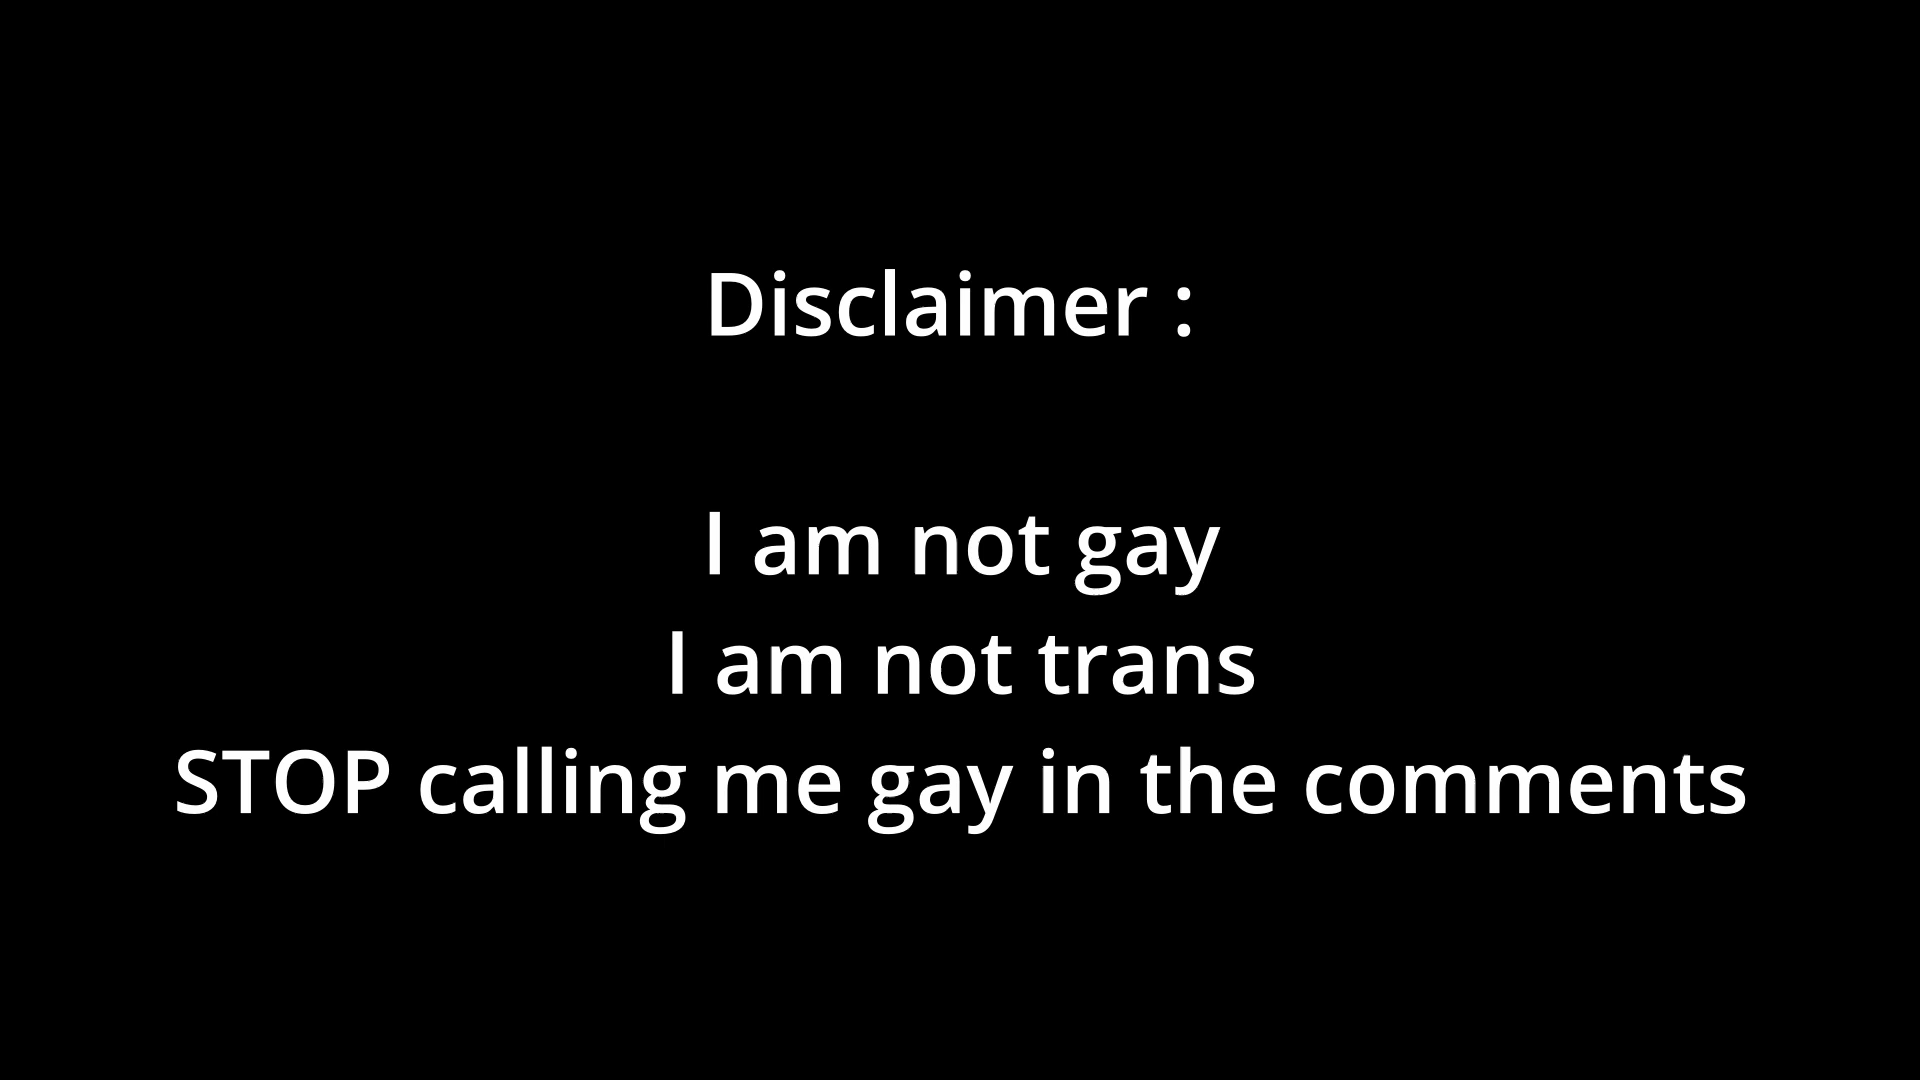 Disclaimer :
I am not gay
I am not trans
STOP calling me gay in the comments